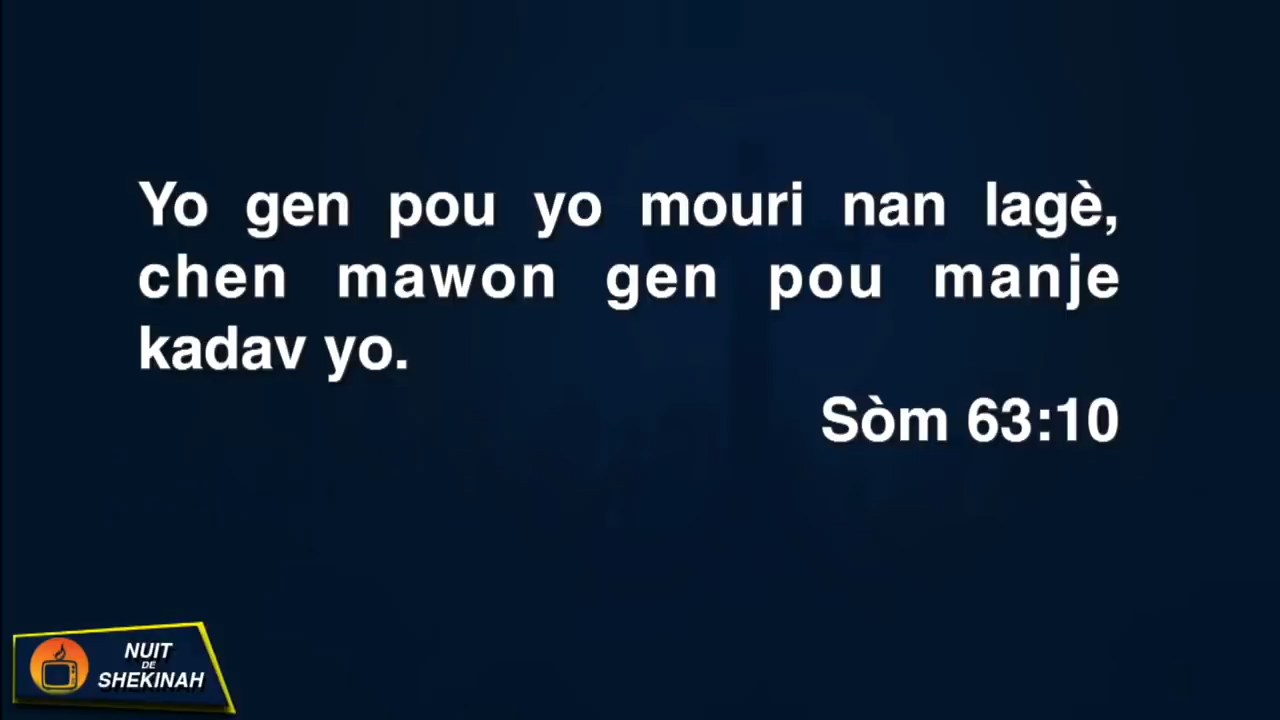 Yo gen pou yo mouri nan lagè,
chen mawon gen pou manje
kadav yo.
Sòm 63:10
NUIT
DE
SHEKINAH